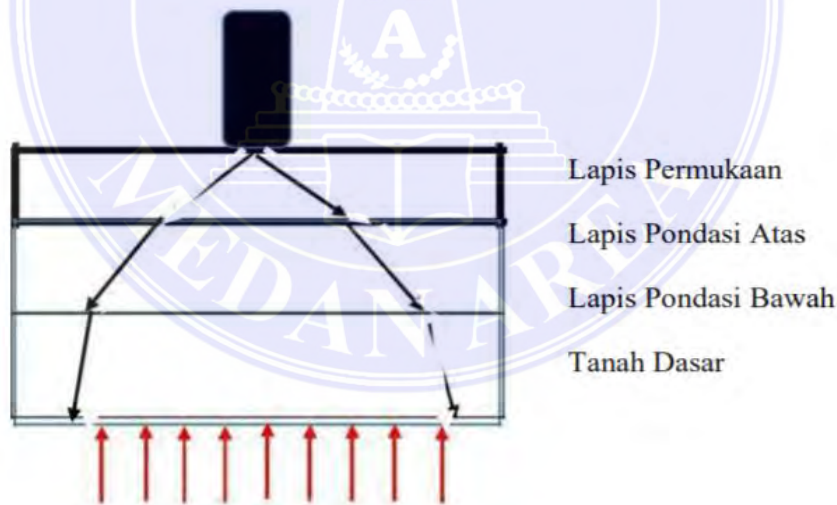 A
MEDAN AREA
Lapis Permukaan
Lapis Pondasi Atas
Lapis Pondasi Bawah
Tanah Dasar